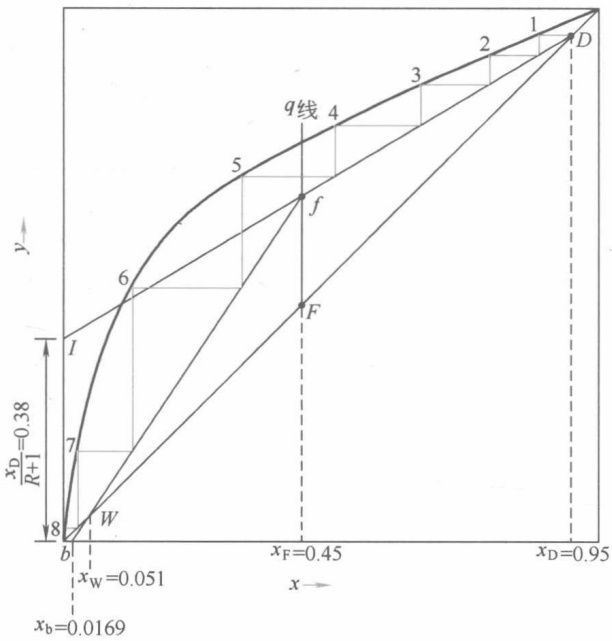 1
D
2
3
q线
4
5
f
6
y→
F
I
x_D/(R+1)=0.38
7
8
W
b
x_F=0.45
x_D=0.95
x_W=0.051
x→
x_b=0.0169